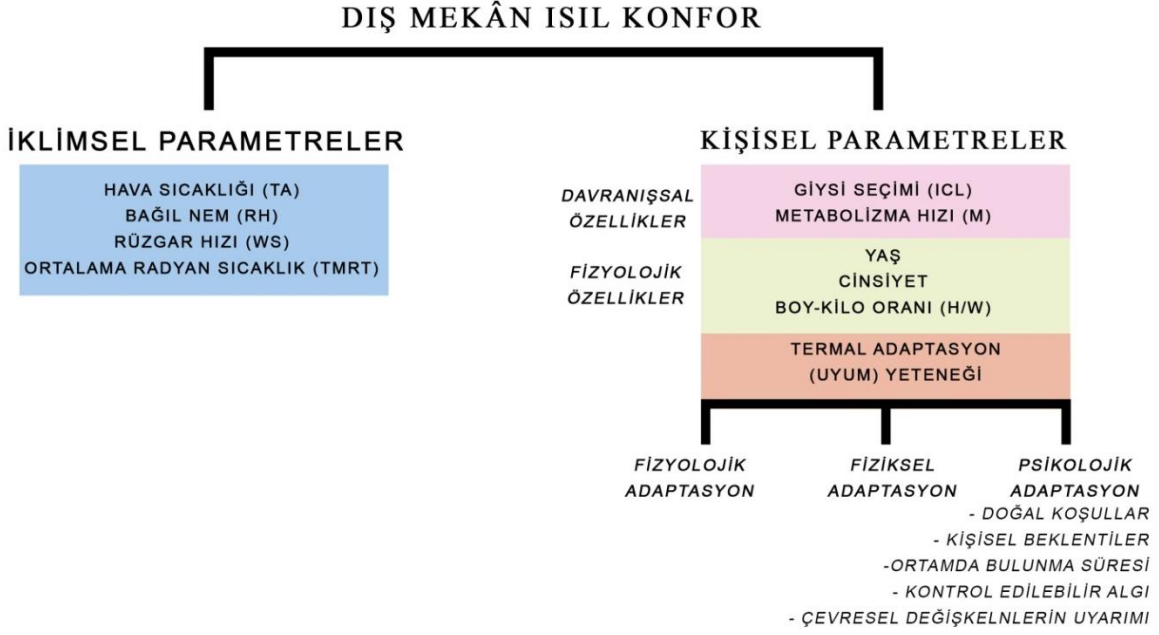 DIŞ MEKÂN ISIL KONFOR
İKLİMSEL PARAMETRELER
HAVA SICAKLIĞI (TA)
BAĞIL NEM (RH)
RÜZGAR HIZI (WS)
ORTALAMA RADYAN SICAKLIK (TMRT)
KİŞİSEL PARAMETRELER
DAVRANIŞSAL
ÖZELLİKLER
GİYSİ SEÇİMİ (ICL)
METABOLİZMA HIZI (M)
FİZYOLOJİK
ÖZELLİKLER
YAŞ
CİNSİYET
BOY-KİLO ORANI (H/W)
TERMAL ADAPTASYON
(UYUM) YETENEĞİ
FİZYOLOJİK
ADAPTASYON
FİZİKSEL
ADAPTASYON
PSİKOLOJİK
ADAPTASYON
- DOĞAL KOŞULLAR
- KİŞİSEL BEKLENTİLER
-ORTAMDA BULUNMA SÜRESİ
- KONTROL EDİLEBİLİR ALGI
- ÇEVRESEL DEĞİŞKELNLERİN UYARIMI